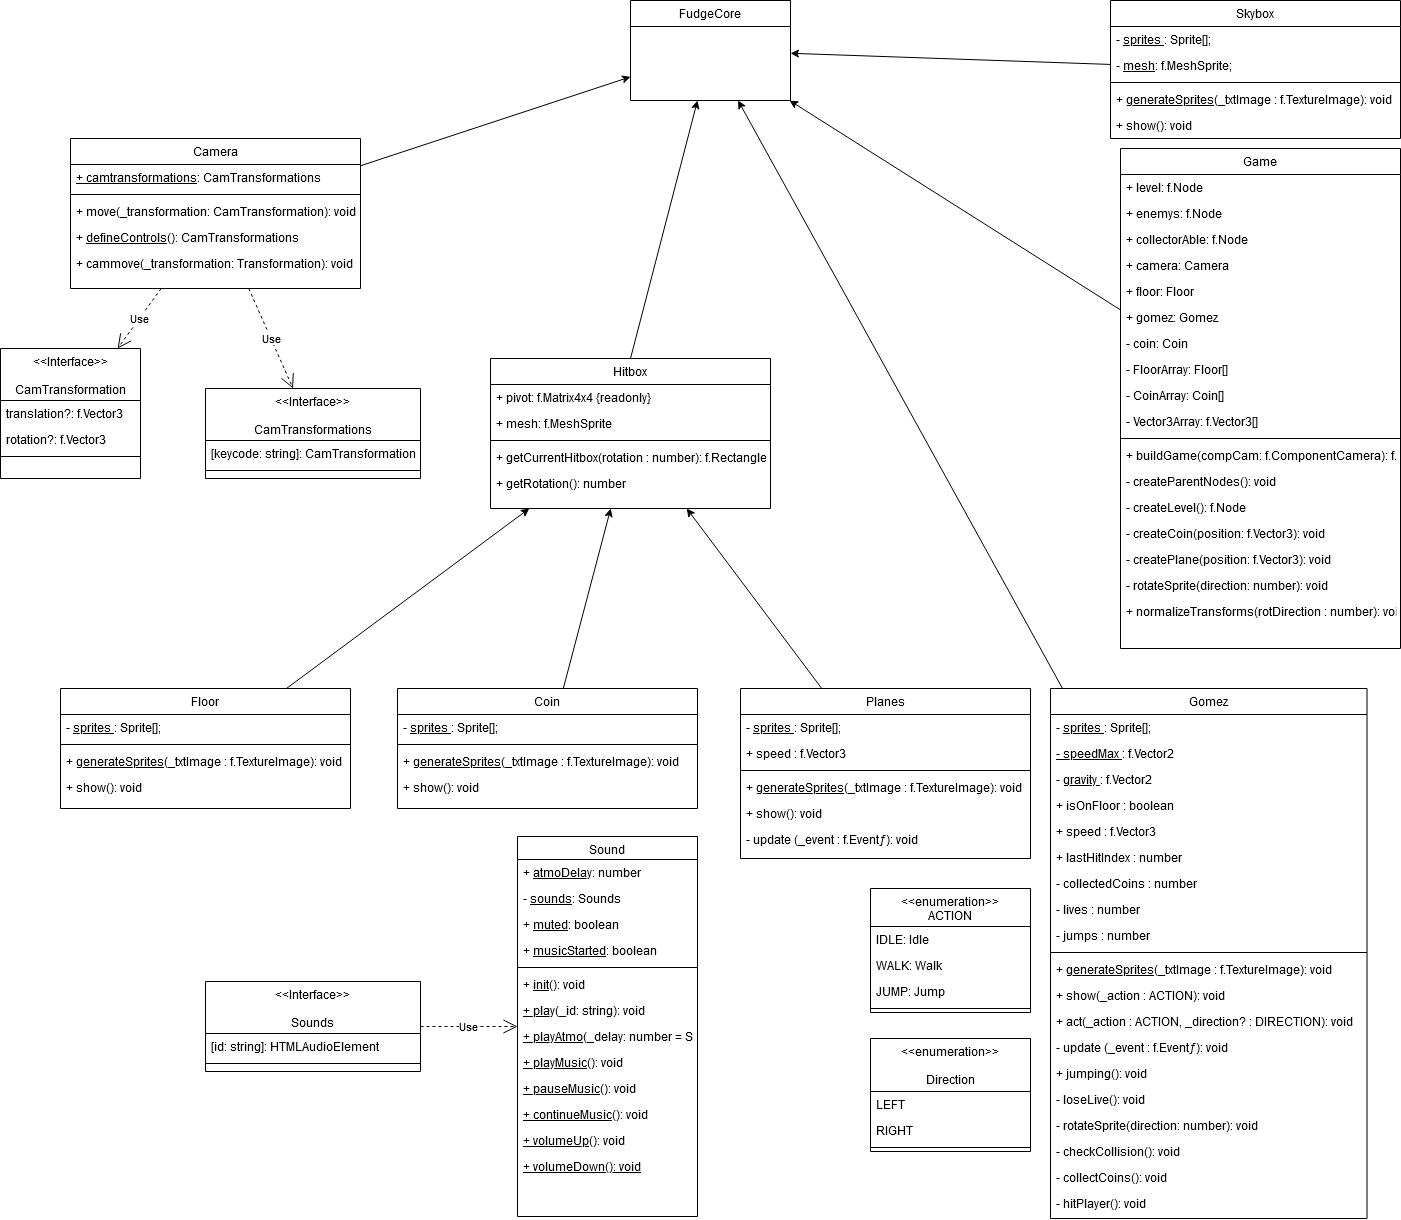 FudgeCore
Skybox
- sprites : Sprite[];
- mesh: f.MeshSprite;
+ generateSprites(_txtImage : f.TextureImage): void
+ show(): void
Camera
+ camtransformations: CamTransformations
+ move(_transformation: CamTransformation): void
+ defineControls(): CamTransformations
+ cammove(_transformation: Transformation): void
Game
+ level: f.Node
+ enemys: f.Node
+ collectorAble: f.Node
+ camera: Camera
+ floor: Floor
+ gomez: Gomez
- coin: Coin
- FloorArray: Floor[]
- CoinArray: Coin[]
- Vector3Array: f.Vector3[]
+ buildGame(compCam: f.ComponentCamera): f.
- createParentNodes(): void
- createLevel(): f.Node
- createCoin(position: f.Vector3): void
- createPlane(position: f.Vector3): void
- rotateSprite(direction: number): void
+ normalizeTransforms(rotDirection : number): voi
Use
Use
<<Interface>>
CamTransformation
translation?: f.Vector3
rotation?: f.Vector3
<<Interface>>
CamTransformations
[keycode: string]: CamTransformation
Hitbox
+ pivot: f.Matrix4x4 {readonly}
+ mesh: f.MeshSprite
+ getCurrentHitbox(rotation : number): f.Rectangle
+ getRotation(): number
Floor
- sprites : Sprite[];
+ generateSprites(_txtImage : f.TextureImage): void
+ show(): void
Coin
- sprites : Sprite[];
+ generateSprites(_txtImage : f.TextureImage): void
+ show(): void
Planes
- sprites : Sprite[];
+ speed : f.Vector3
+ generateSprites(_txtImage : f.TextureImage): void
+ show(): void
- update (_event : f.Eventƒ): void
Gomez
- sprites : Sprite[];
- speedMax : f.Vector2
- gravity : f.Vector2
+ isOnFloor : boolean
+ speed : f.Vector3
+ lastHitIndex : number
- collectedCoins : number
- lives : number
- jumps : number
+ generateSprites(_txtImage : f.TextureImage): void
+ show(_action : ACTION): void
+ act(_action : ACTION, _direction? : DIRECTION): void
- update (_event : f.Eventƒ): void
+ jumping(): void
- loseLive(): void
- rotateSprite(direction: number): void
- checkCollision(): void
- collectCoins(): void
- hitPlayer(): void
Sound
+ atmoDelay: number
- sounds: Sounds
+ muted: boolean
+ musicStarted: boolean
+ init(): void
+ play(_id: string): void
+ playAtmo(_delay: number = S
+ playMusic(): void
+ pauseMusic(): void
+ continueMusic(): void
+ volumeUp(): void
+ volumeDown(): void
<<Interface>>
Sounds
[id: string]: HTMLAudioElement
Use
<<enumeration>>
ACTION
IDLE: Idle
WALK: Walk
JUMP: Jump
<<enumeration>>
Direction
LEFT
RIGHT